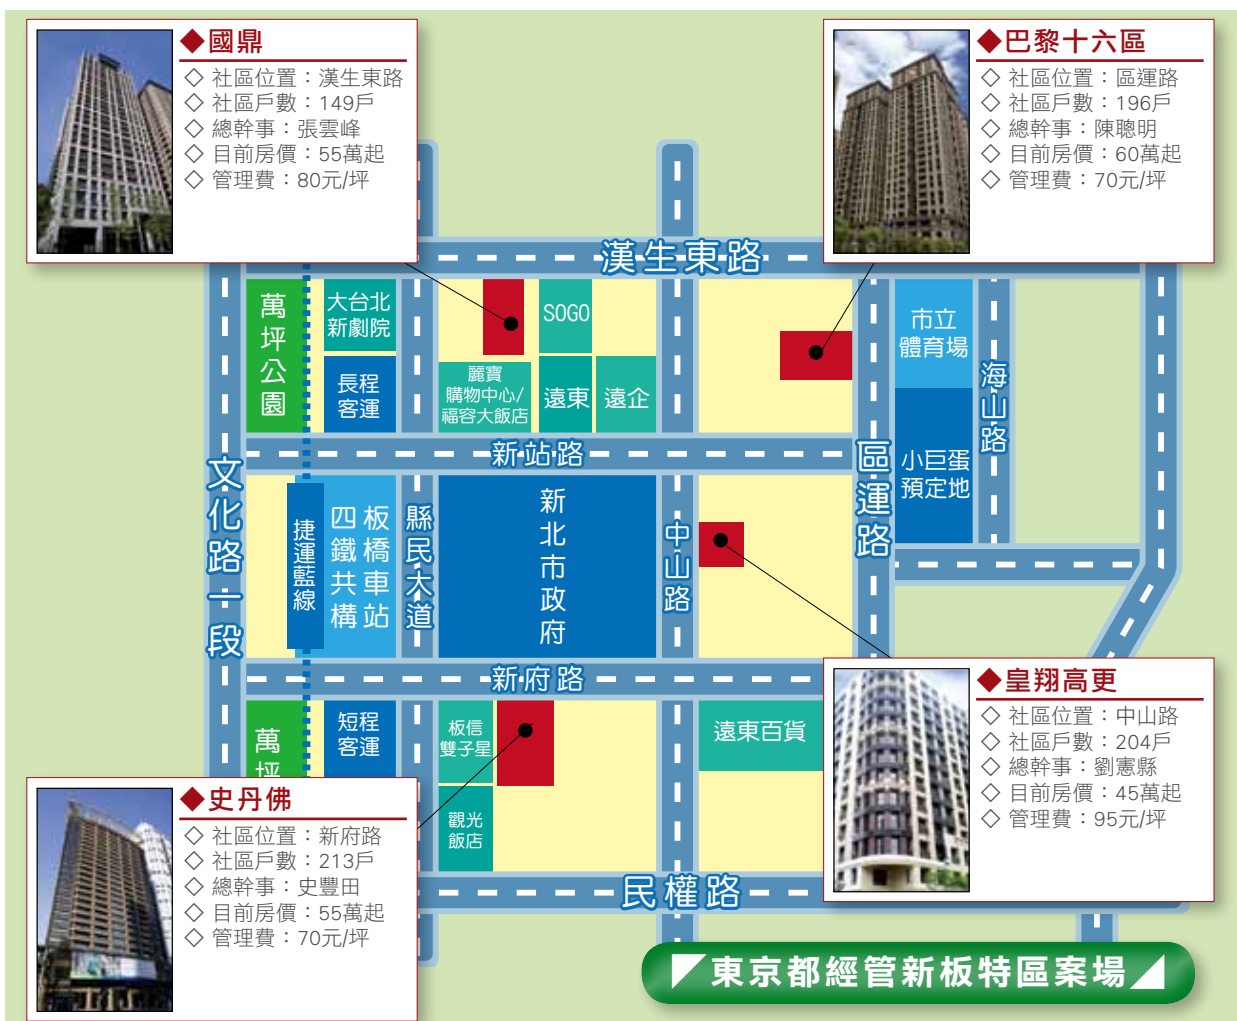 ◆國鼎
◇ 社區位置：漢生東路
◇ 社區戶數：149戶
◇ 總幹事：張雲峰
◇ 目前房價：55萬起
◇ 管理費：80元/坪
◆巴黎十六區
◇ 社區位置：區運路
◇ 社區戶數：196戶
◇ 總幹事：陳聰明
◇ 目前房價：60萬起
◇ 管理費：70元/坪
漢生東路
萬坪公園
大台北
新劇院
長程
客運
SOGO
麗寶
購物中心/
福容大飯店
遠東
遠企
市立
體育場
海山路
小巨蛋
預定地
新站路
文化路一段
捷運藍線
板橋車站
四鐵共構
縣民大道
新北市政府
中山路
區運路
新府路
萬坪
短程
客運
板信
雙子星
觀光
飯店
遠東百貨
◆史丹佛
◇ 社區位置：新府路
◇ 社區戶數：213戶
◇ 總幹事：史豐田
◇ 目前房價：55萬起
◇ 管理費：70元/坪
◆皇翔高更
◇ 社區位置：中山路
◇ 社區戶數：204戶
◇ 總幹事：劉憲縣
◇ 目前房價：45萬起
◇ 管理費：95元/坪
民權路
東京都經管新板特區案場